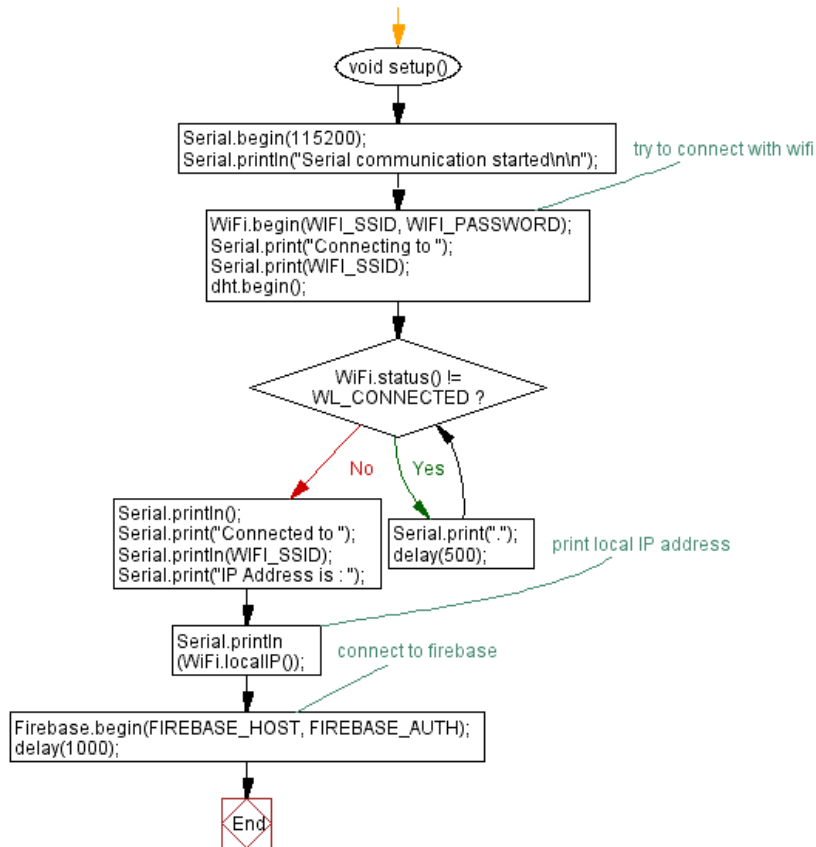 void setup()
Serial.begin(115200);
Serial.println("Serial communication started\n\n");
try to connect with wifi
WiFi.begin(WIFI_SSID, WIFI_PASSWORD);
Serial.print("Connecting to ");
Serial.print(WIFI_SSID);
dht.begin();
WiFi.status() !=
WL_CONNECTED ?
No
Yes
Serial.println();
Serial.print("Connected to ");
Serial.println(WIFI_SSID);
Serial.print("IP Address is : ");
Serial.print(".");
delay(500);
print local IP address
Serial.println
(WiFi.localIP());
connect to firebase
Firebase.begin(FIREBASE_HOST, FIREBASE_AUTH);
delay(1000);
End